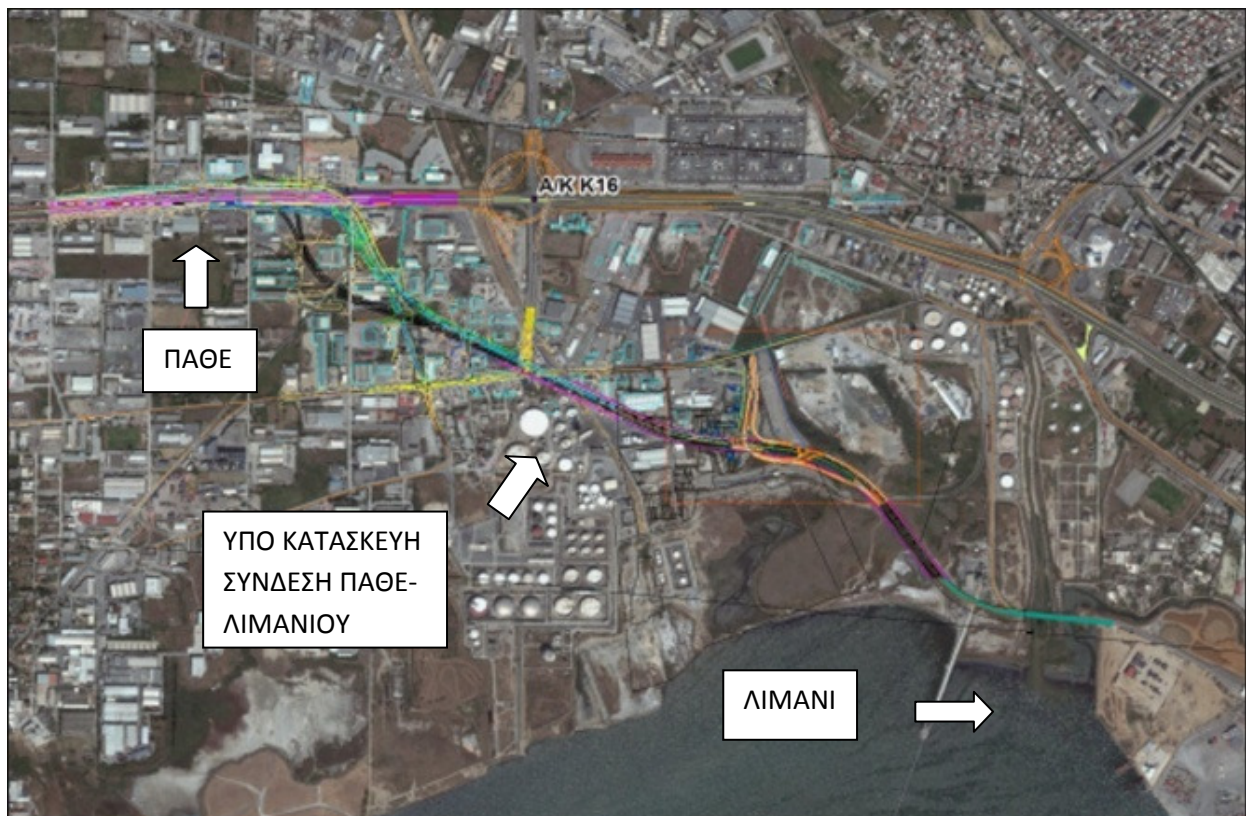 Α/Κ Κ16
ΠΑΘΕ
ΥΠΟ ΚΑΤΑΣΚΕΥΗ
ΣΥΝΔΕΣΗ ΠΑΘΕ-
ΛΙΜΑΝΙΟΥ
ΛΙΜΑΝΙ